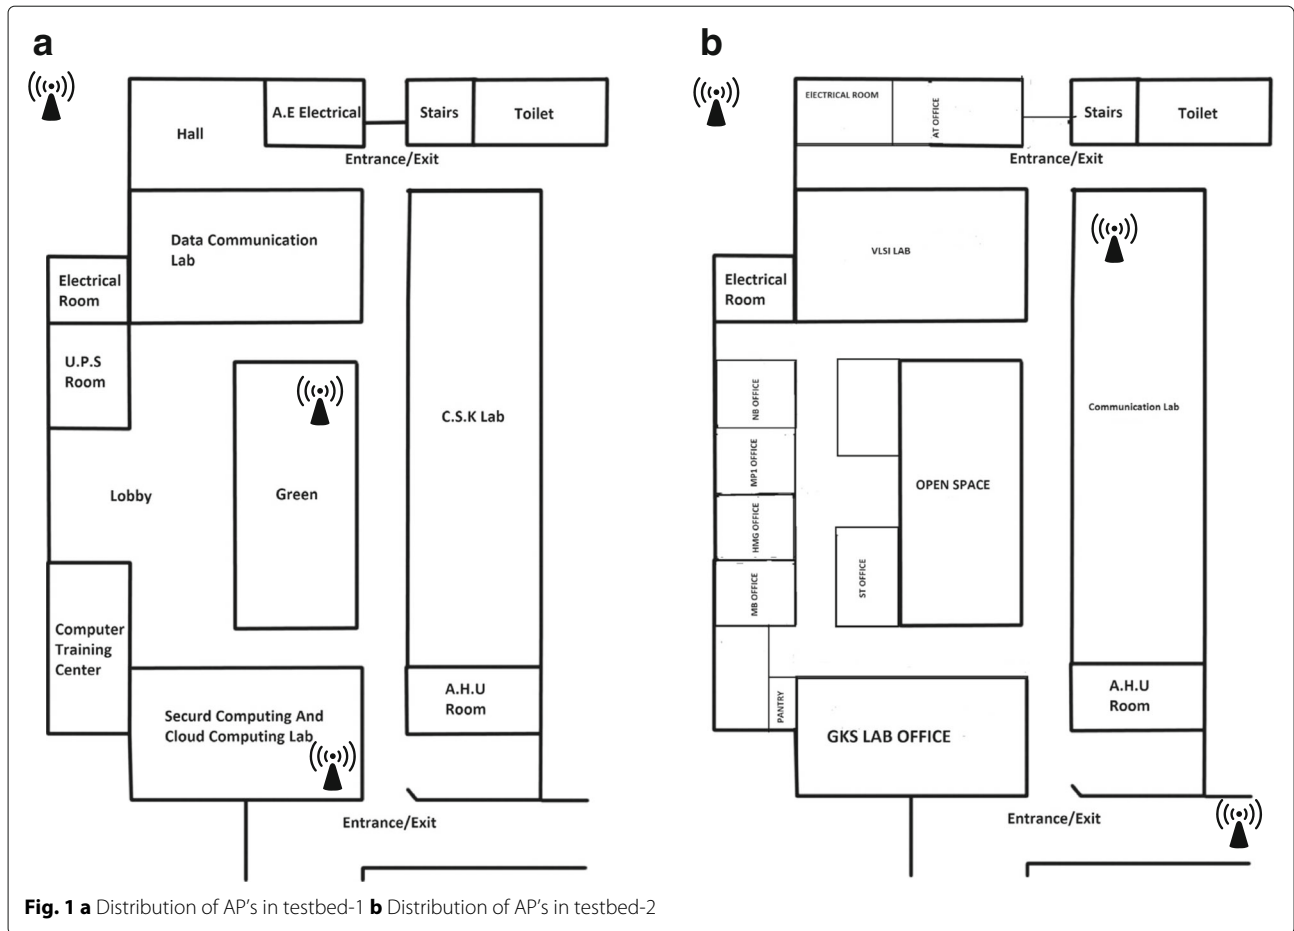 a
Hall
A.E Electrical
Stairs
Toilet
Entrance/Exit
Data Communication
Lab
Electrical
Room
U.P.S
Room
C.S.K Lab
Lobby
Green
Computer
Training
Center
Securd Computing And
Cloud Computing Lab
A.H.U
Room
Entrance/Exit
b
ElECTRICAL ROOM
AT OFFICE
Stairs
Toilet
Entrance/Exit
VLSI LAB
Electrical
Room
NB OFFICE
MP1 OFFICE
HMG OFFICE
MB OFFICE
ST OFFICE
OPEN SPACE
Communication Lab
PANTRY
GKS LAB OFFICE
A.H.U
Room
Entrance/Exit
Fig. 1 a Distribution of AP's in testbed-1 b Distribution of AP's in testbed-2